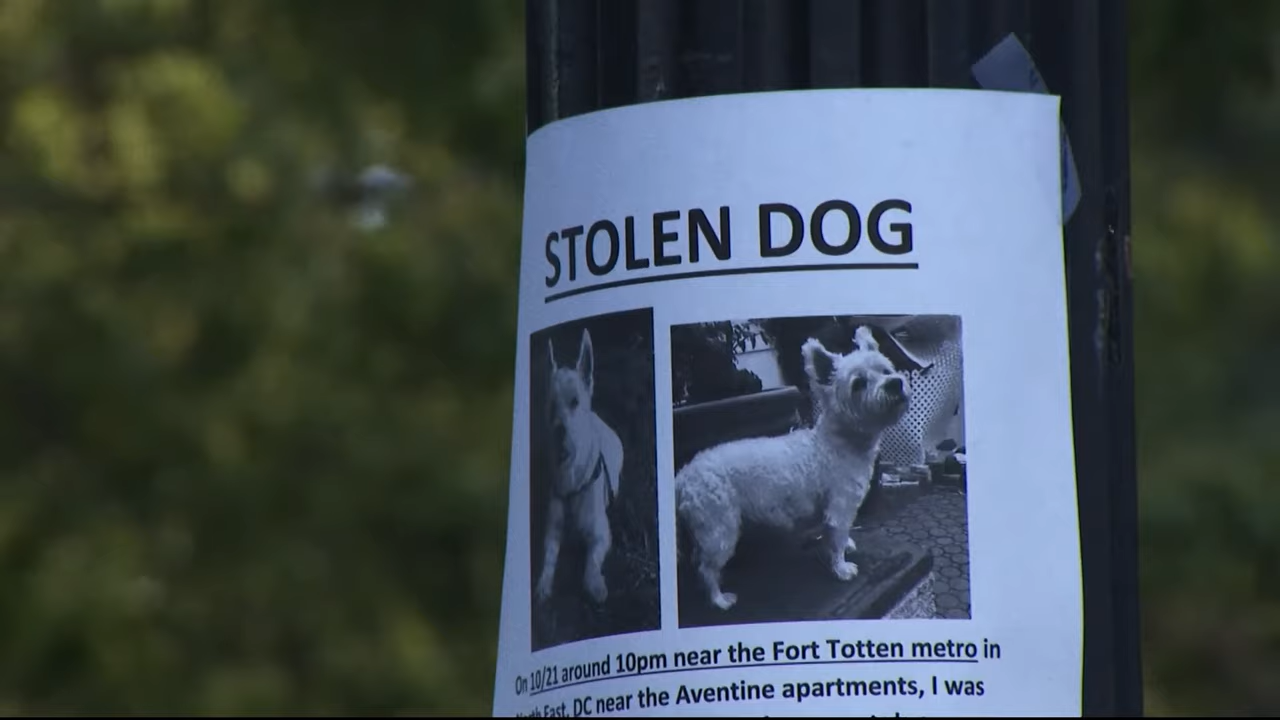 STOLEN DOG
On 10/21 around 10pm near the Fort Totten metro in
North East, DC near the Aventine apartments, I was